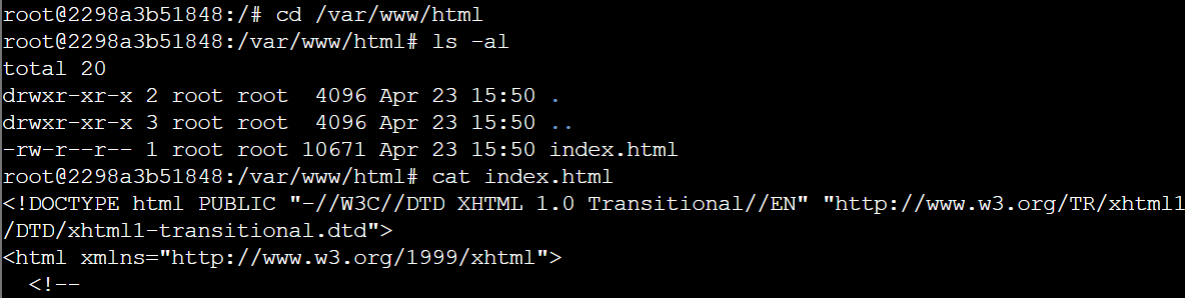 root@2298a3b51848:/# cd /var/www/html
root@2298a3b51848:/var/www/html# ls -al
total 20
drwxr-xr-x 2 root root  4096 Apr 23 15:50 .
drwxr-xr-x 3 root root  4096 Apr 23 15:50 ..
-rw-r--r-- 1 root root 10671 Apr 23 15:50 index.html
root@2298a3b51848:/var/www/html# cat index.html
<!DOCTYPE html PUBLIC "-//W3C//DTD XHTML 1.0 Transitional//EN" "http://www.w3.org/TR/xhtml1
/DTD/xhtml1-transitional.dtd">
<html xmlns="http://www.w3.org/1999/xhtml">
  <!--